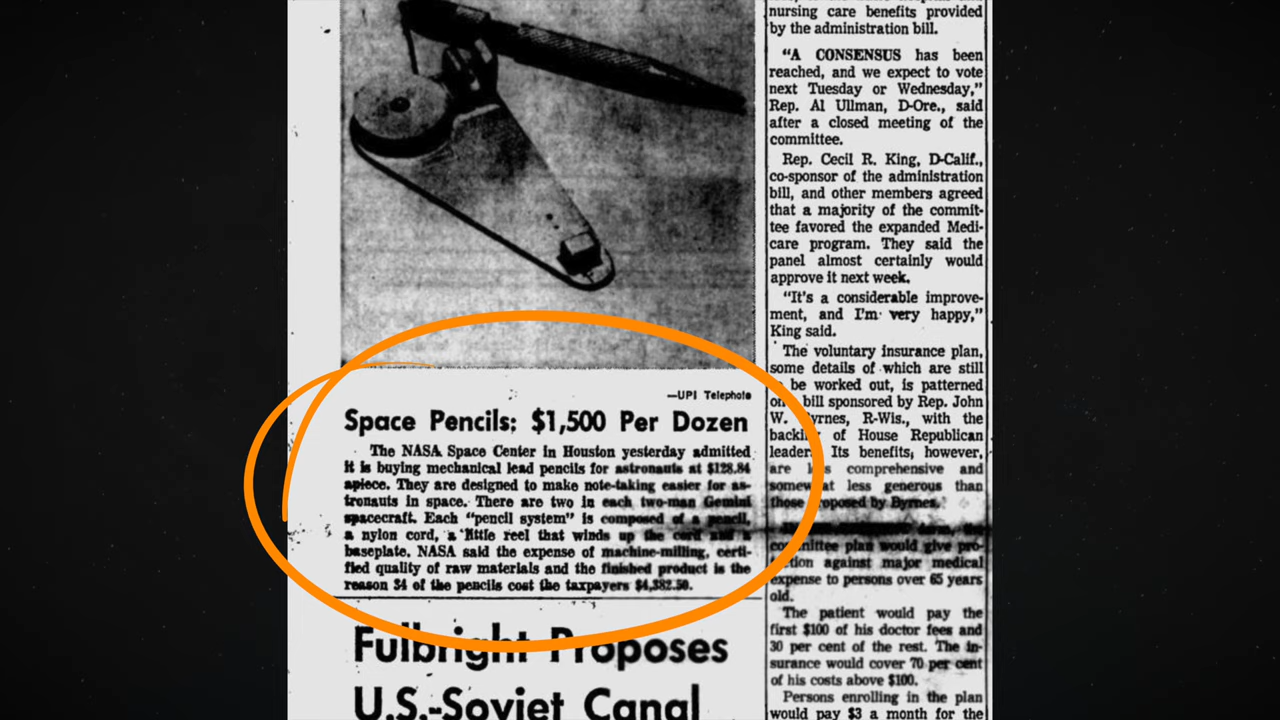 —UPI Telephoto
Space Pencils: $1,500 Per Dozen
The NASA Space Center in Houston yesterday admitted
it is buying mechanical lead pencils for astronauts at $128.84
apiece. They are designed to make note-taking easier for as-
tronauts in space. There are two in each two-man Gemini
spacecraft. Each “pencil system” is composed of a pencil,
a nylon cord, a little reel that winds up the cord and a
baseplate. NASA said the expense of machine-milling, certi-
fied quality of raw materials and the finished product is the
reason 34 of the pencils cost the taxpayers $4,382.50.
Fulbright Proposes
U.S.-Soviet Canal
nursing care benefits provided
by the administration bill.
“A CONSENSUS has been
reached, and we expect to vote
next Tuesday or Wednesday,”
Rep. Al Ullman, D-Ore., said
after a closed meeting of the
committee.
Rep. Cecil R. King, D-Calif.,
co-sponsor of the administration
bill, and other members agreed
that a majority of the commit-
tee favored the expanded Medi-
care program. They said the
panel almost certainly would
approve it next week.
“It's a considerable improve-
ment, and I'm very happy,”
King said.
The voluntary insurance plan,
some details of which are still
be worked out, is patterned
on bill sponsored by Rep. John
W. Byrnes, R-Wis., with the
backing of House Republican
leaders. Its benefits, however,
are less comprehensive and
somewhat less generous than
those proposed by Byrnes.
committee plan would give pro-
tection against major medical
expense to persons over 65 years
old.
The patient would pay the
first $100 of his doctor fees and
30 per cent of the rest. The in-
surance would cover 70 per cent
of his costs above $100.
Persons enrolling in the plan
would pay $3 a month for the